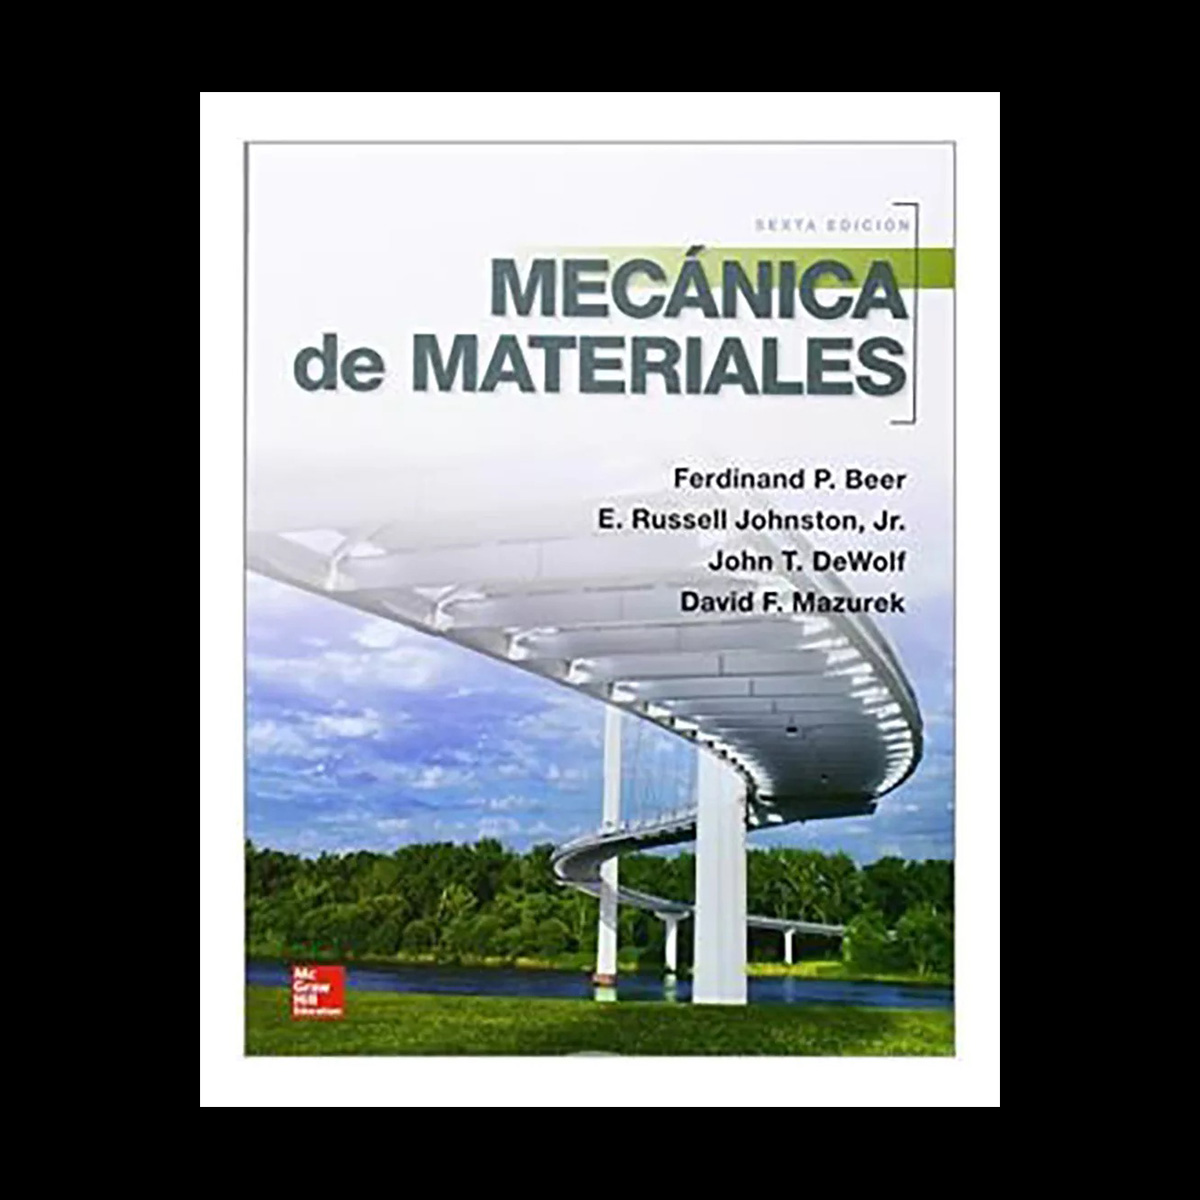 SEXTA EDICIÓN
MECÁNICA
de MATERIALES
Ferdinand P. Beer
E. Russell Johnston, Jr.
John T. DeWolf
David F. Mazurek
Mc
Graw
Hill
Education